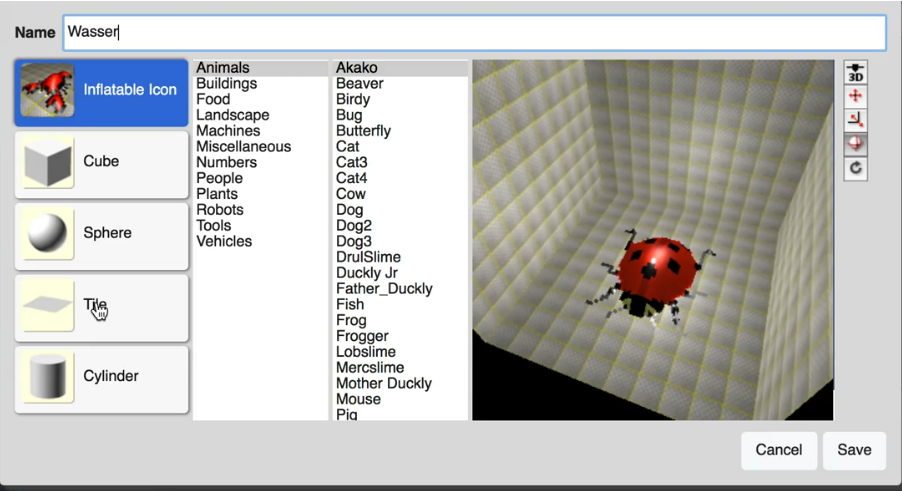 Name Wasser
Inflatable Icon
Cube
Sphere
Tile
Cylinder
Animals
Buildings
Food
Landscape
Machines
Miscellaneous
Numbers
People
Plants
Robots
Tools
Vehicles
Akako
Beaver
Birdy
Bug
Butterfly
Cat
Cat3
Cat4
Cow
Dog
Dog2
Dog3
DrulSlime
Duckly Jr
Father_Duckly
Fish
Frog
Frogger
Lobslime
Mercslime
Mother Duckly
Mouse
Pig
3D
Cancel
Save